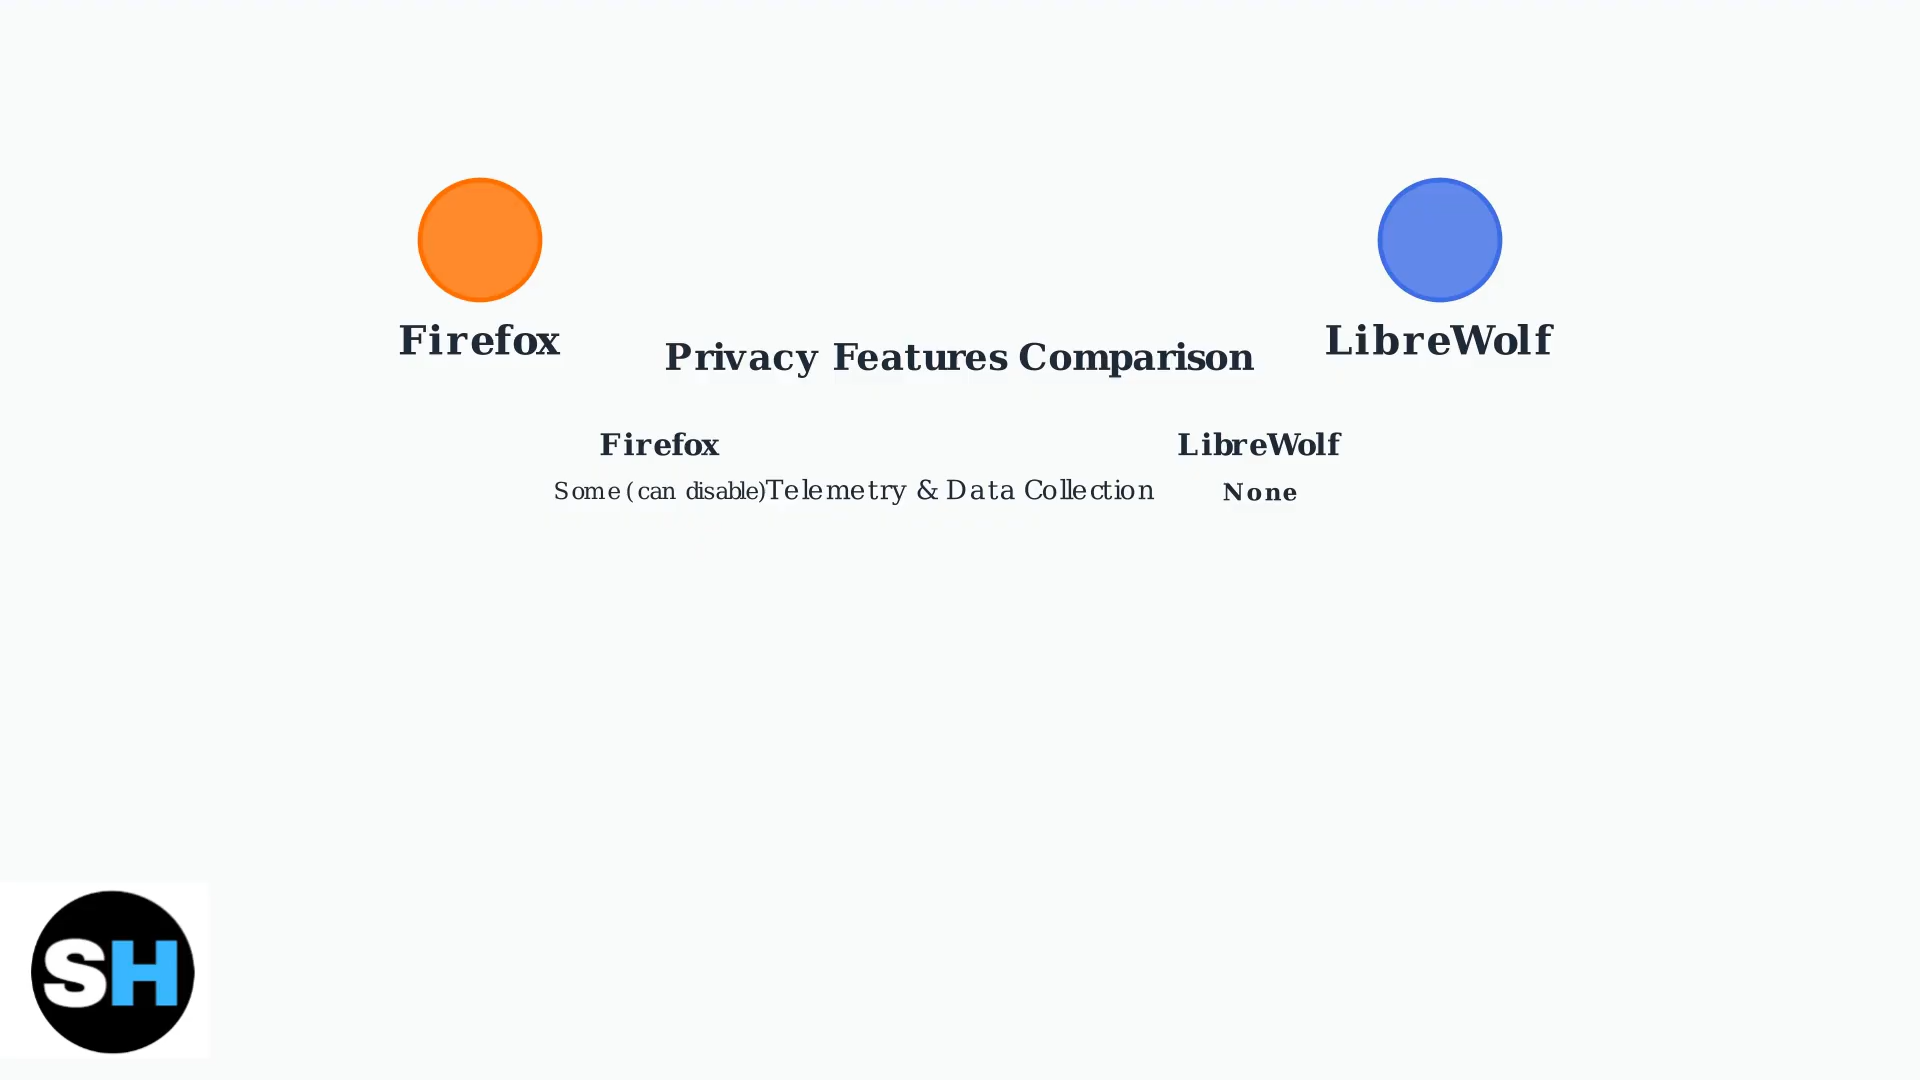 Firefox
LibreWolf
Privacy Features Comparison
Firefox
LibreWolf
Some (can disable)
Telemetry & Data Collection
None
SH